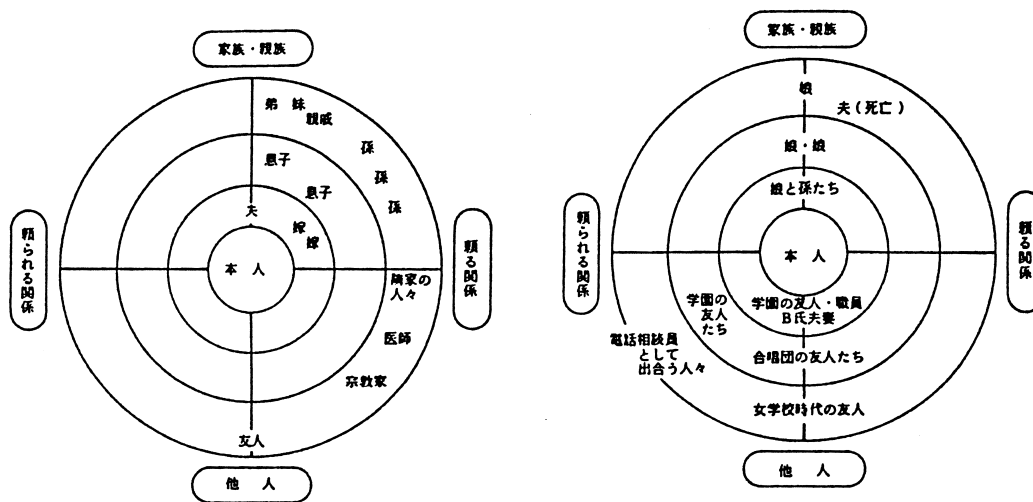 家族・親族
弟 妹
親戚
孫
孫
孫
息子
息子
夫
嫁
嫁
本 人
頼られる関係
頼る関係
隣家の
人々
医師
宗教家
友人
他 人
家族・親族
娘
夫(死亡)
娘・娘
娘と孫たち
本 人
頼られる関係
頼る関係
学園の友人・職員
B氏夫妻
学園の
友人
たち
電話相談員
として
出合う人々
合唱団の友人たち
女学校時代の友人
他 人